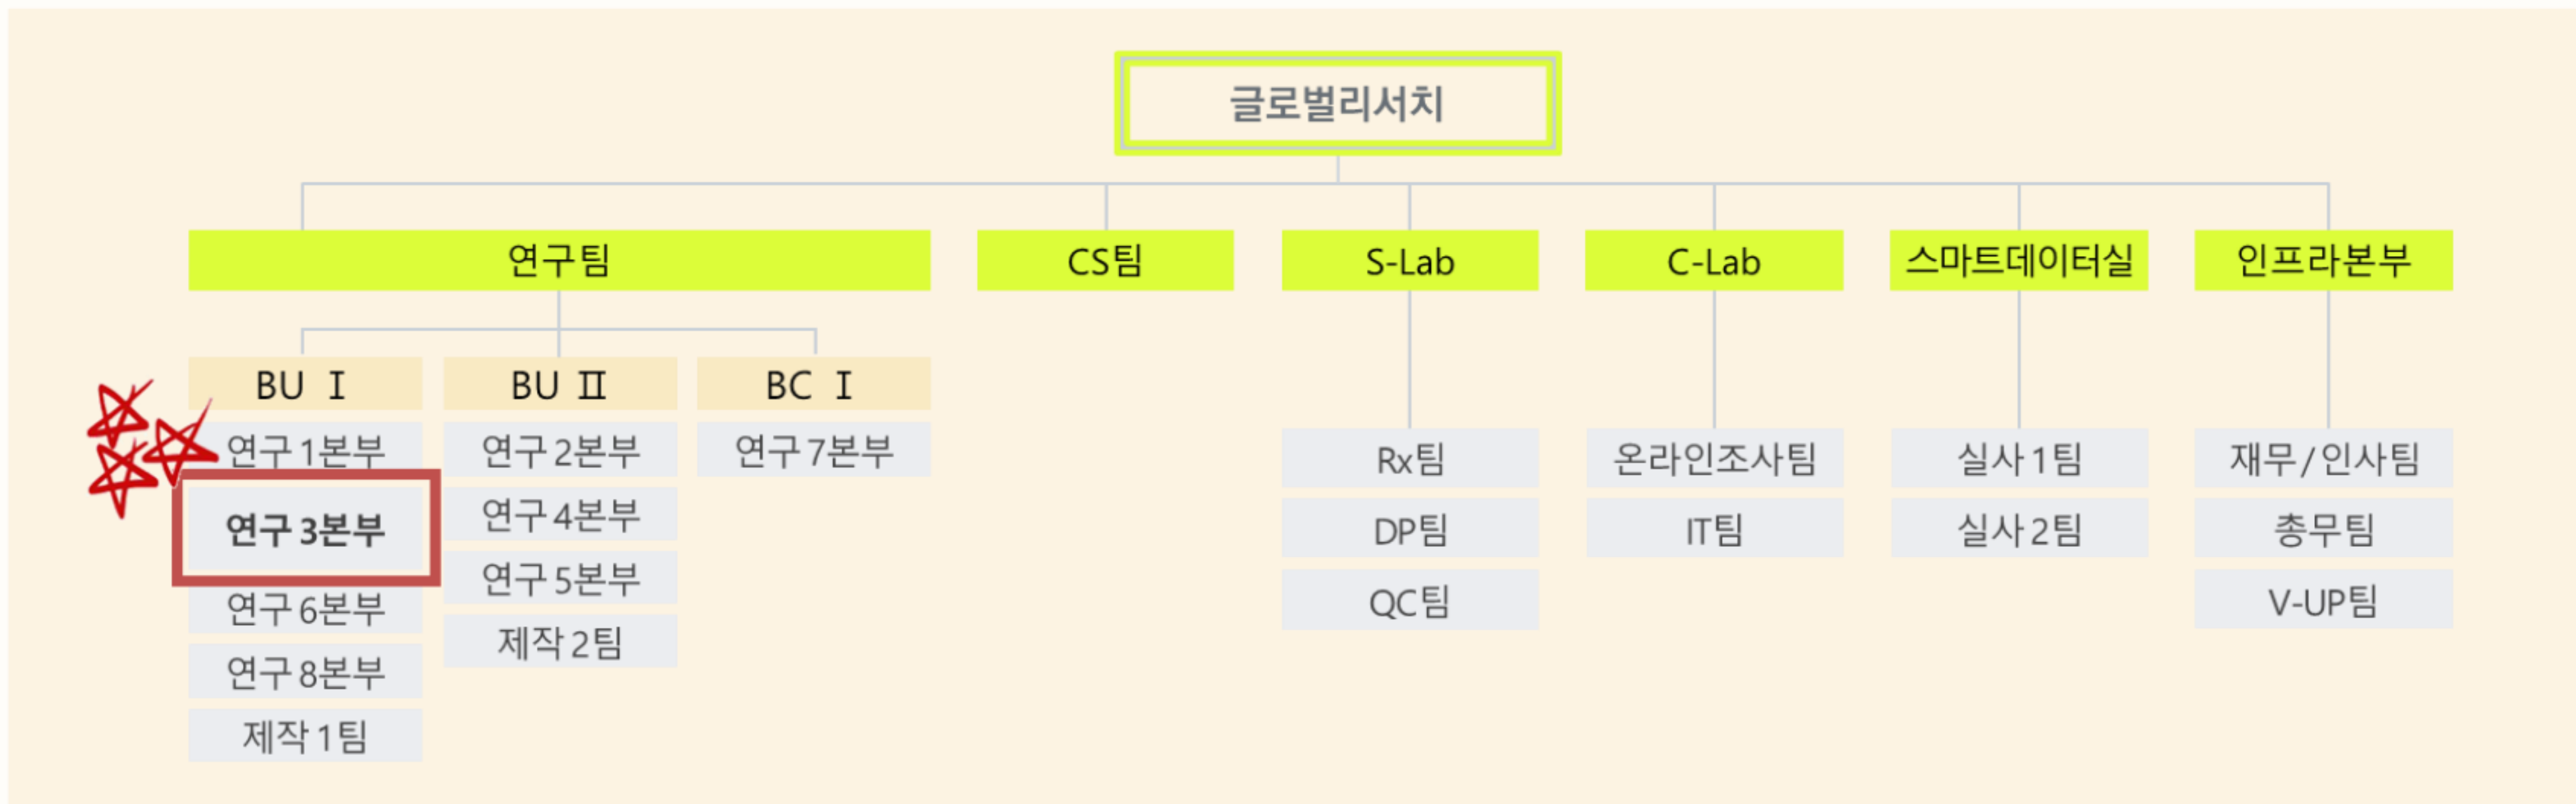 글로벌리서치
연구팀
CS팀
S-Lab
C-Lab
스마트데이터실
인프라본부
BU Ⅰ
BU Ⅱ
BC Ⅰ
연구 1본부
연구 3본부
연구 6본부
연구 8본부
제작 1팀
연구 2본부
연구 4본부
연구 5본부
제작 2팀
연구 7본부
Rx팀
DP팀
QC팀
온라인조사팀
IT팀
실사 1팀
실사 2팀
재무/인사팀
총무팀
V-UP팀